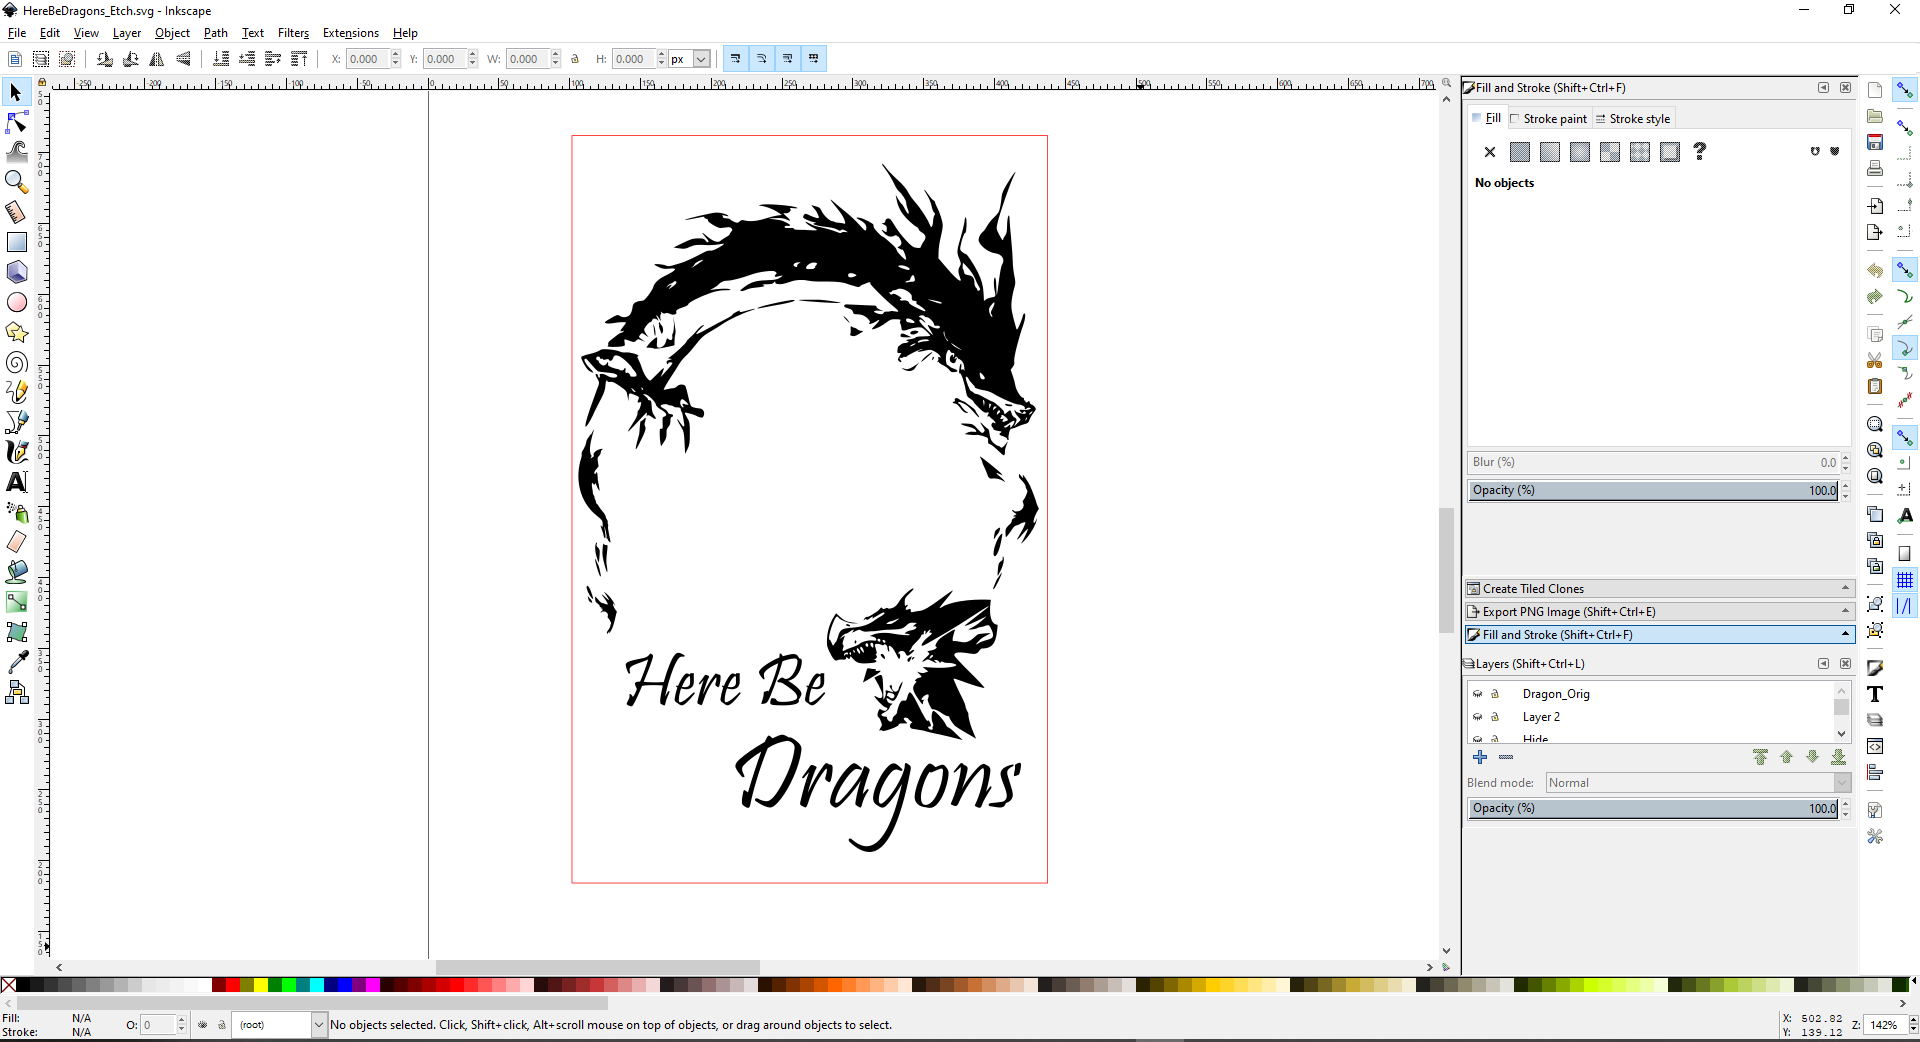 HereBeDragons_Etch.svg - Inkscape
File Edit View Layer Object Path Text Filters Extensions Help
X: 0.000 Y: 0.000 W: 0.000 H: 0.000 px
Fill and Stroke (Shift+Ctrl+F)
Fill Stroke paint Stroke style
No objects
Blur (%) 0.0
Opacity (%) 100.0
Create Tiled Clones
Export PNG Image (Shift+Ctrl+E)
Fill and Stroke (Shift+Ctrl+F)
Layers (Shift+Ctrl+L)
Dragon_Orig
Layer 2
Hide
Blend mode: Normal
Opacity (%) 100.0
Here Be
Dragons
Fill: N/A
Stroke: N/A
O: 0
(root)
No objects selected. Click, Shift+click, Alt+scroll mouse on top of objects, or drag around objects to select.
X: 502.82
Y: 139.12
Z: 142%